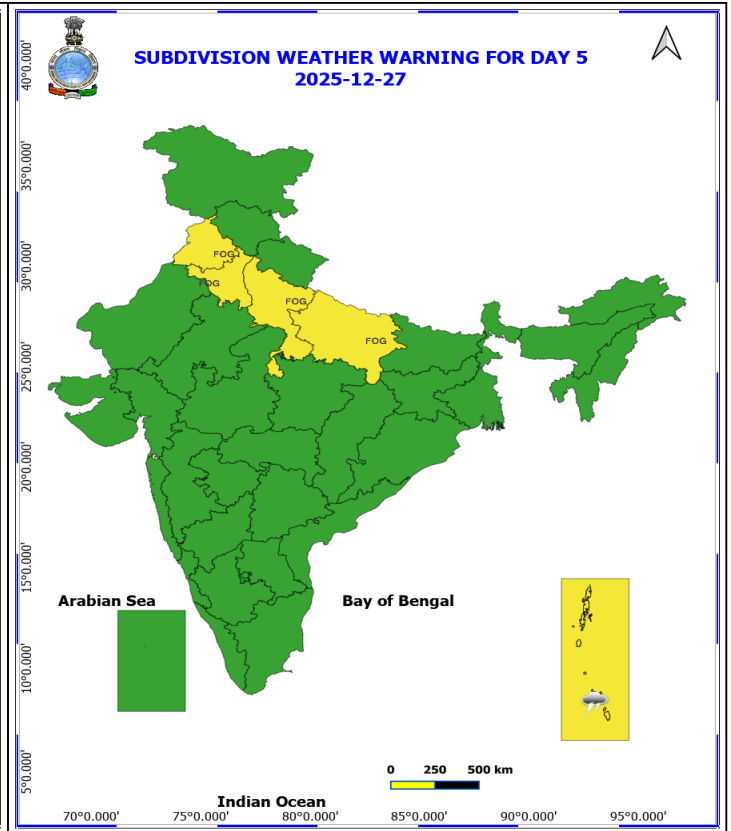 SUBDIVISION WEATHER WARNING FOR DAY 5
2025-12-27
40°0.000'
35°0.000'
30°0.000'
25°0.000'
20°0.000'
15°0.000'
10°0.000'
5°0.000'
FOG
FOG
FOG
FOG
Arabian Sea
Bay of Bengal
0 250 500 km
Indian Ocean
70°0.000' 75°0.000' 80°0.000' 85°0.000' 90°0.000' 95°0.000'